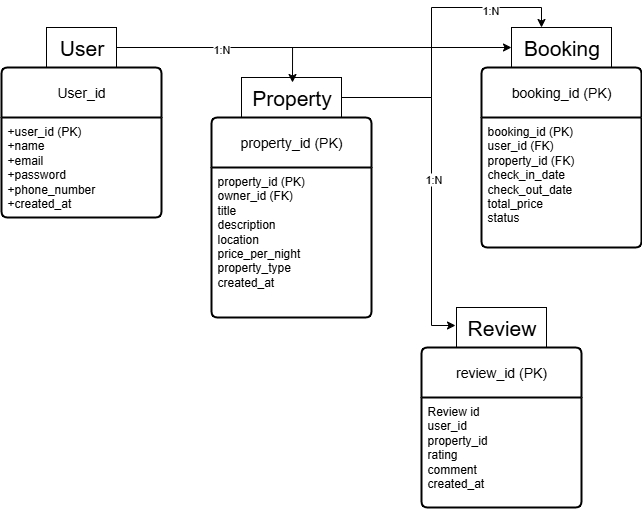 User
1:N
Booking
1:N
User_id
+user_id (PK)
+name
+email
+password
+phone_number
+created_at
Property
property_id (PK)
property_id (PK)
owner_id (FK)
title
description
location
price_per_night
property_type
created_at
booking_id (PK)
booking_id (PK)
user_id (FK)
property_id (FK)
check_in_date
check_out_date
total_price
status
1:N
Review
review_id (PK)
Review id
user_id
property_id
rating
comment
created_at